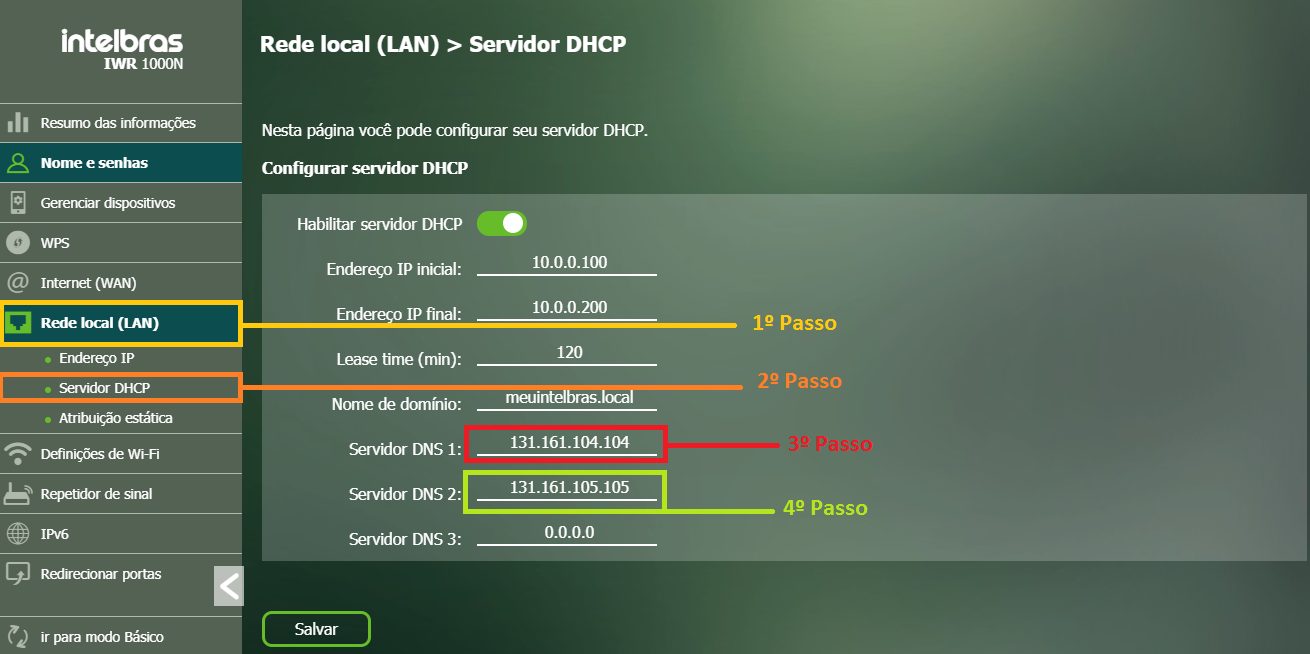 intelbras
IWR 1000N
Resumo das informações
Nome e senhas
Gerenciar dispositivos
WPS
Internet (WAN)
Rede local (LAN)
Endereço IP
Servidor DHCP
Atribuição estática
Definições de Wi-Fi
Repetidor de sinal
IPv6
Redirecionar portas
ir para modo Básico
Rede local (LAN) > Servidor DHCP
Nesta página você pode configurar seu servidor DHCP.
Configurar servidor DHCP
Habilitar servidor DHCP
Endereço IP inicial: 10.0.0.100
Endereço IP final: 10.0.0.200
1º Passo
Lease time (min): 120
2º Passo
Nome de domínio: meuintelbras.local
Servidor DNS 1: 131.161.104.104
3º Passo
Servidor DNS 2: 131.161.105.105
4º Passo
Servidor DNS 3: 0.0.0.0
Salvar